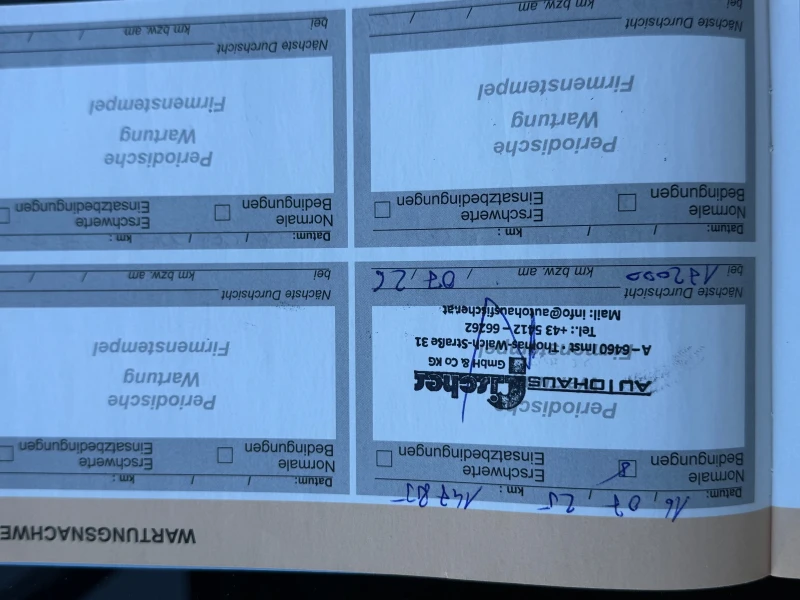 WARTUNGSNACHWE
Datum: 16 / 07 / 25 km :
Normale Bedingungen
Erschwerte Einsatzbedingungen
Periodische
AUTOHAUS Fischer
GmbH & Co KG
Firmenstempel
A–6460 Imst · Thomas-Walch-Straße 31
Tel.: +43 5412 – 66262
Mail: info@autohausfischer.at
Nächste Durchsicht
bei 172000 km bzw. am / 07 / 26
Datum: / / km :
Normale Bedingungen
Erschwerte Einsatzbedingungen
Periodische
Wartung
Firmenstempel
Nächste Durchsicht
bei km bzw. am / /
Datum: / / km :
Normale Bedingungen
Erschwerte Einsatzbedingungen
Periodische
Wartung
Firmenstempel
Nächste Durchsicht
bei km bzw. am / /
Datum: / / km :
Normale Bedingungen
Erschwerte Einsatzbedingungen
Periodische
Wartung
Firmenstempel
Nächste Durchsicht
bei km bzw. am / /